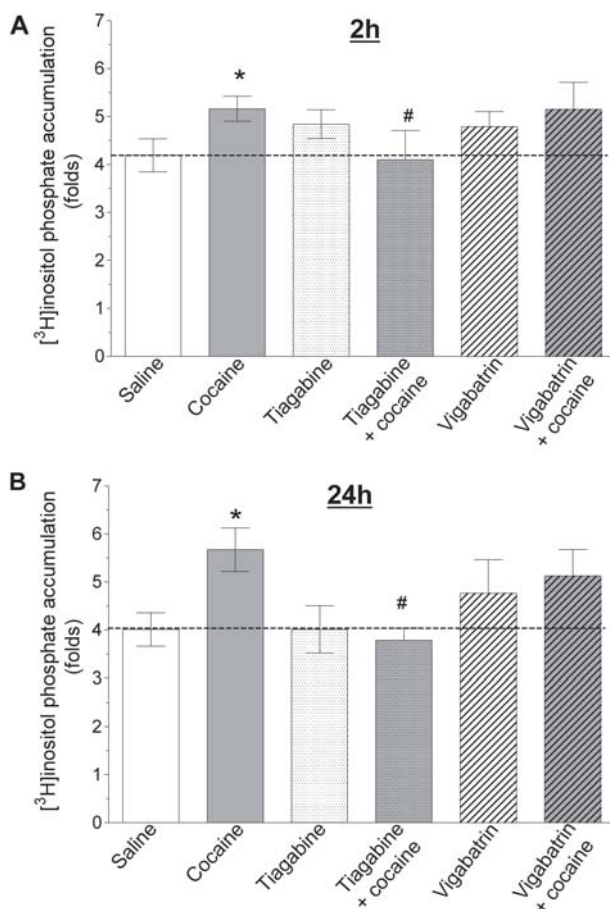 A
2h
[³H]inositol phosphate accumulation
(folds)
7
6
5
4
3
2
1
0
*
#
Saline
Cocaine
Tiagabine
Tiagabine
+ cocaine
Vigabatrin
Vigabatrin
+ cocaine
B
24h
[³H]inositol phosphate accumulation
(folds)
7
6
5
4
3
2
1
0
*
#
Saline
Cocaine
Tiagabine
Tiagabine
+ cocaine
Vigabatrin
Vigabatrin
+ cocaine